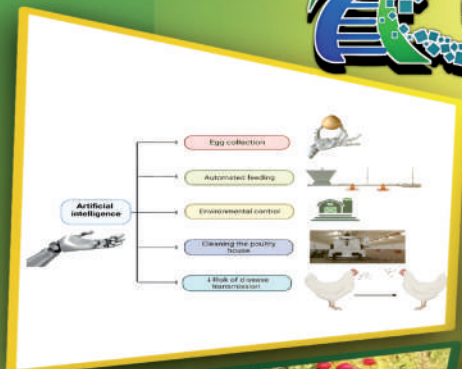 Egg collection
Automated feeding
Artificial
intelligence
Environmental control
Cleaning the poultry
house
↓Risk of disease
transmission